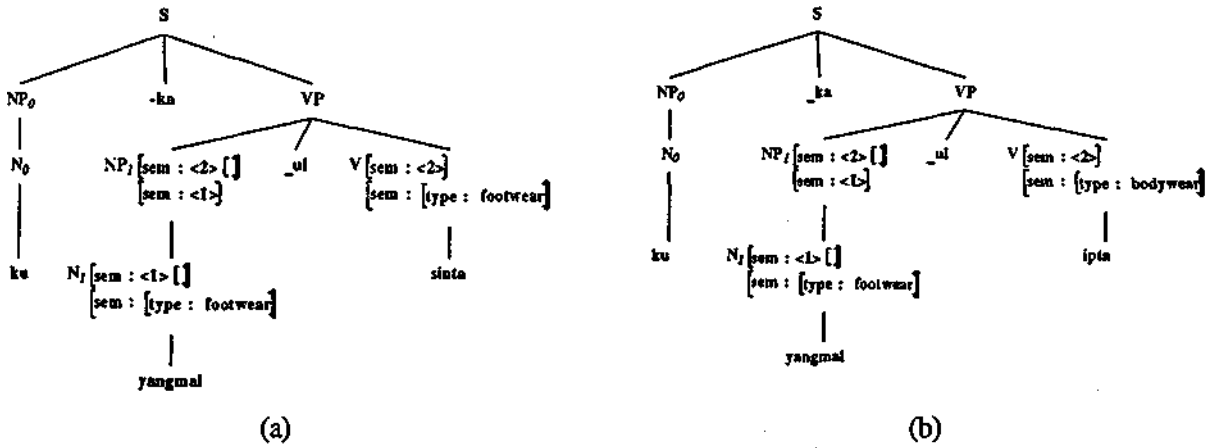 S
NP0 -ka VP
N0 NP1 [sem : <2> [] _ul V [sem : <2>]
[sem : <1>] [sem : [type : footwear]
ku N1 [sem : <1> [] sinta
[sem : [type : footwear]
yangmal
(a)
S
NP0 _ka VP
N0 NP1 [sem : <2> [] _ul V [sem : <2>]
[sem : <1>] [sem : [type : bodywear]
ku N1 [sem : <1> [] ipta
[sem : [type : footwear]
yangmal
(b)